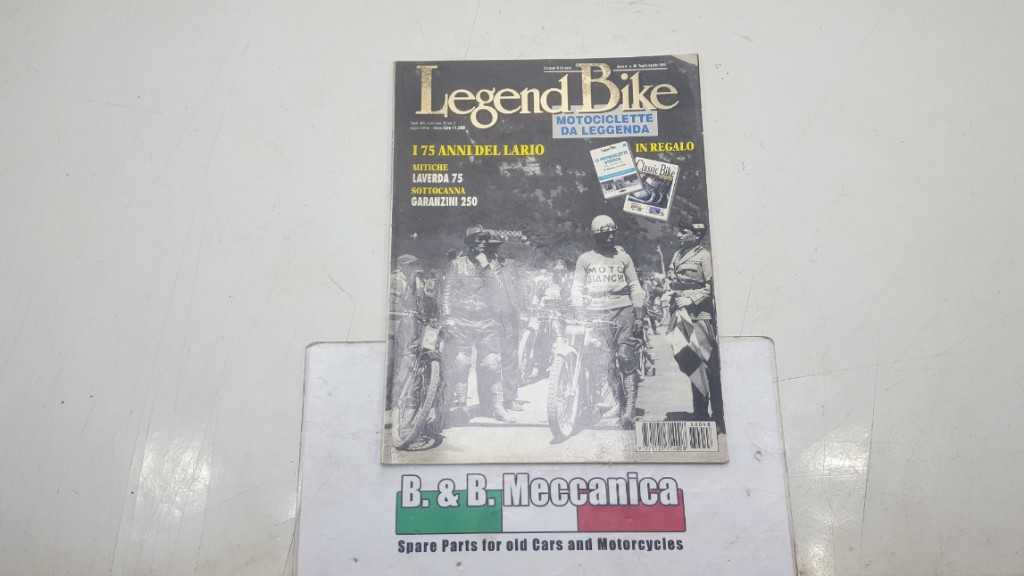 Legend Bike
MOTOCICLETTE
DA LEGGENDA
I 75 ANNI DEL LARIO
IN REGALO
MITICHE
LAVERDA 75
SOTTOCANNA
GARANZINI 250
Classic Bike
MOTO
BIANCHI
B. & B. Meccanica
Spare Parts for old Cars and Motorcycles